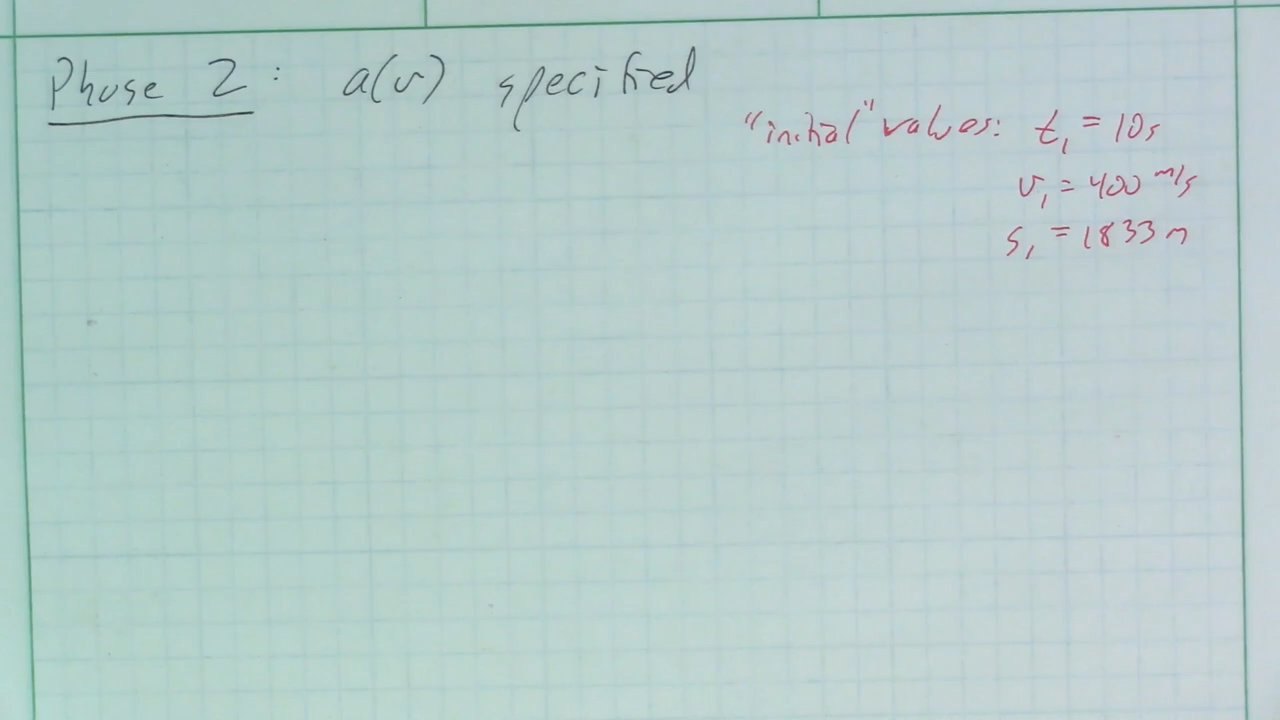 Phase 2: a(v) specified
"initial" values: t₁ = 10s
v₁ = 400 m/s
s₁ = 1833 m